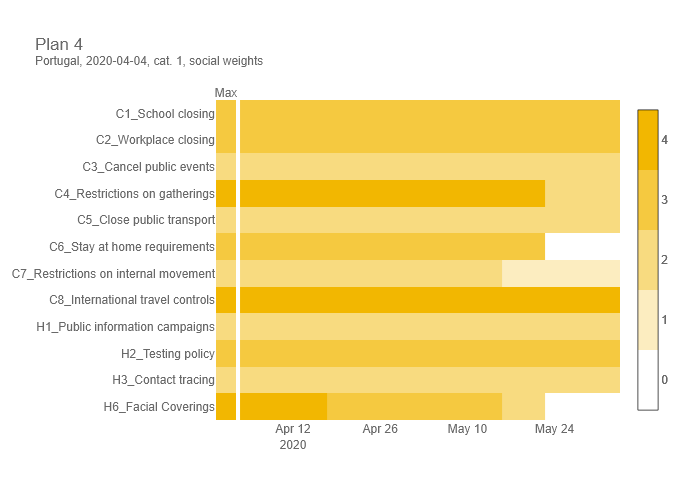 Plan 4
Portugal, 2020-04-04, cat. 1, social weights
Max
C1_School closing
C2_Workplace closing
C3_Cancel public events
C4_Restrictions on gatherings
C5_Close public transport
C6_Stay at home requirements
C7_Restrictions on internal movement
C8_International travel controls
H1_Public information campaigns
H2_Testing policy
H3_Contact tracing
H6_Facial Coverings
Apr 12 Apr 26 May 10 May 24
2020
4
3
2
1
0